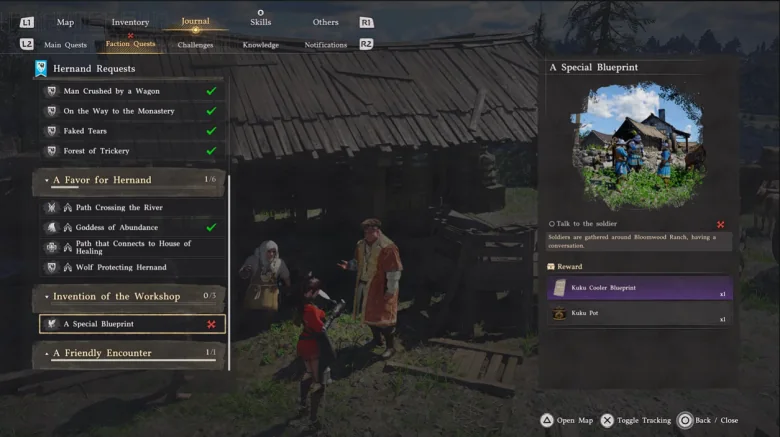 L1 Map Inventory Journal Skills Others R1
L2 Main Quests Faction Quests Challenges Knowledge Notifications R2
Hernand Requests
Man Crushed by a Wagon
On the Way to the Monastery
Faked Tears
Forest of Trickery
A Favor for Hernand 1/6
Path Crossing the River
Goddess of Abundance
Path that Connects to House of
Healing
Wolf Protecting Hernand
Invention of the Workshop 0/3
A Special Blueprint
A Friendly Encounter 1/1
A Special Blueprint
Talk to the soldier
Soldiers are gathered around Bloomwood Ranch, having a
conversation.
Reward
Kuku Cooler Blueprint
x1
Kuku Pot
x1
Open Map Toggle Tracking Back / Close